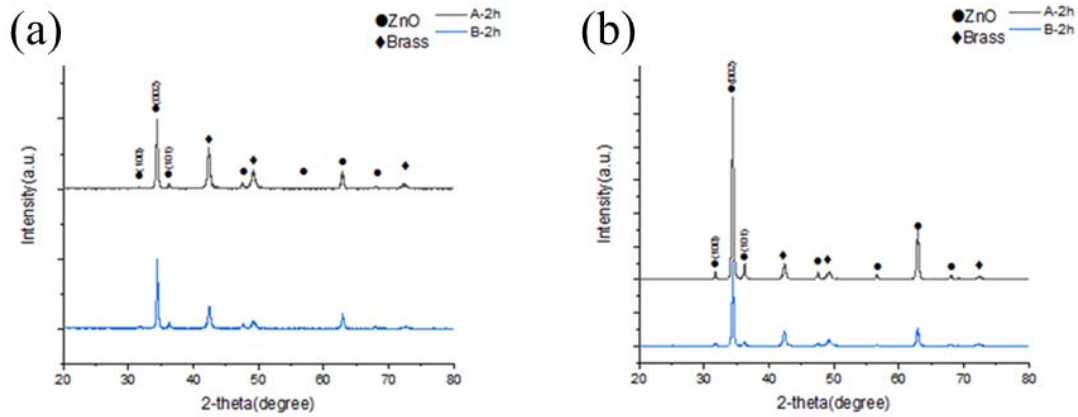 (a)
●ZnO
♦Brass
A-2h
B-2h
Intensity(a.u.)
●(100)
●(002)
●(101)
20 30 40 50 60 70 80
2-theta(degree)
(b)
●ZnO
♦Brass
A-2h
B-2h
Intensity(a.u.)
●(100)
●(002)
●(101)
20 30 40 50 60 70 80
2-theta(degree)